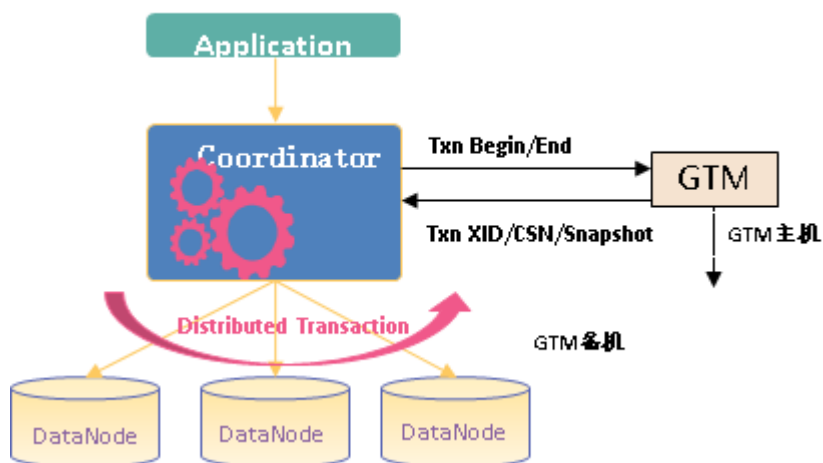 Application
Coordinator
Txn Begin/End
GTM
Txn XID/CSN/Snapshot
GTM主机
Distributed Transaction
GTM备机
DataNode
DataNode
DataNode